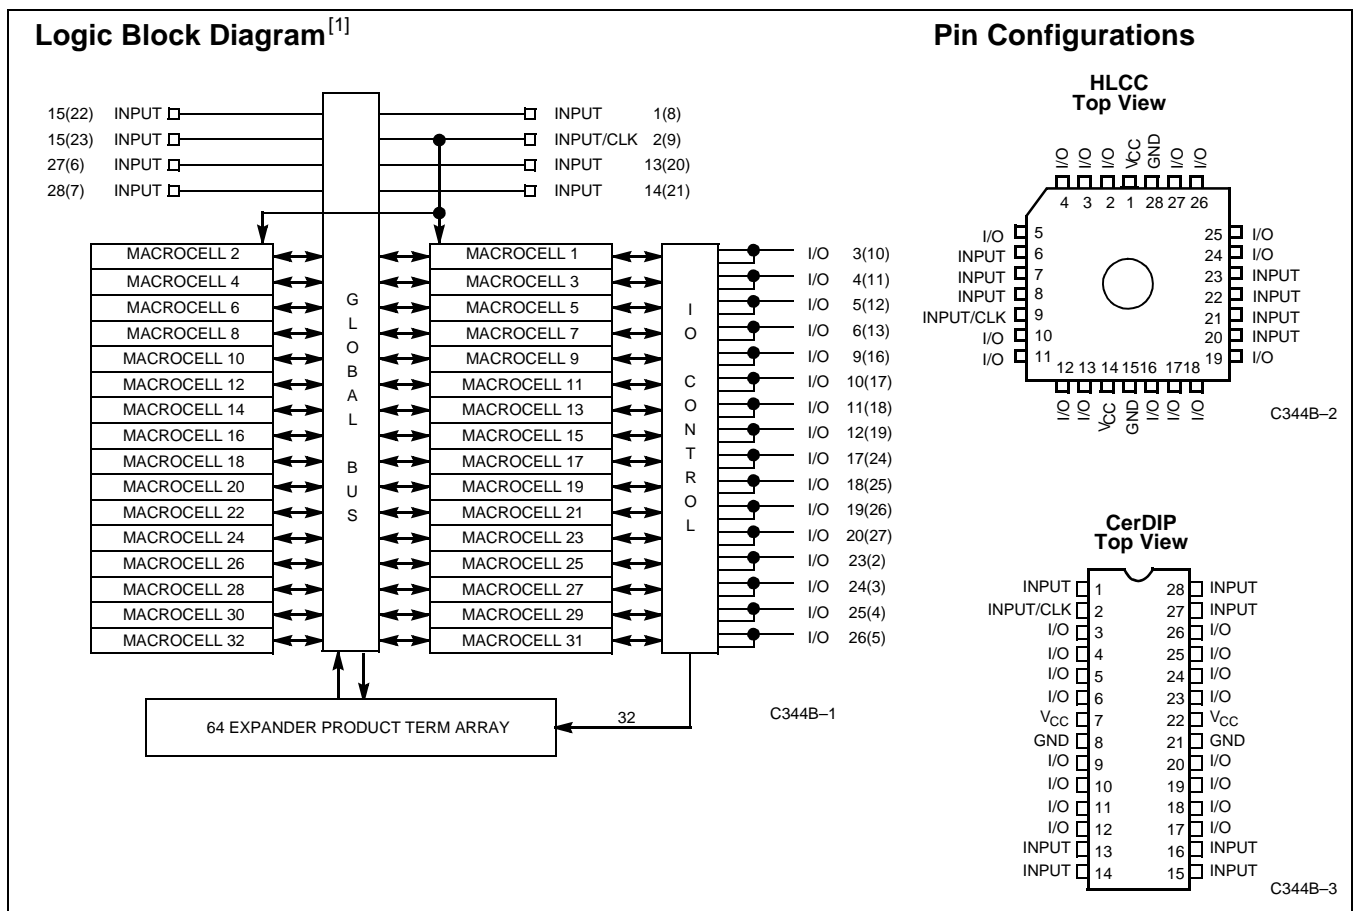 Logic Block Diagram[1]
15(22) INPUT
15(23) INPUT
27(6) INPUT
28(7) INPUT
INPUT 1(8)
INPUT/CLK 2(9)
INPUT 13(20)
INPUT 14(21)
MACROCELL 2
MACROCELL 4
MACROCELL 6
MACROCELL 8
MACROCELL 10
MACROCELL 12
MACROCELL 14
MACROCELL 16
MACROCELL 18
MACROCELL 20
MACROCELL 22
MACROCELL 24
MACROCELL 26
MACROCELL 28
MACROCELL 30
MACROCELL 32
GLOBAL BUS
MACROCELL 1
MACROCELL 3
MACROCELL 5
MACROCELL 7
MACROCELL 9
MACROCELL 11
MACROCELL 13
MACROCELL 15
MACROCELL 17
MACROCELL 19
MACROCELL 21
MACROCELL 23
MACROCELL 25
MACROCELL 27
MACROCELL 29
MACROCELL 31
IO CONTROL
I/O 3(10)
I/O 4(11)
I/O 5(12)
I/O 6(13)
I/O 9(16)
I/O 10(17)
I/O 11(18)
I/O 12(19)
I/O 17(24)
I/O 18(25)
I/O 19(26)
I/O 20(27)
I/O 23(2)
I/O 24(3)
I/O 25(4)
I/O 26(5)
64 EXPANDER PRODUCT TERM ARRAY
32
C344B–1
Pin Configurations
HLCC
Top View
I/O I/O I/O VCC GND I/O I/O
4 3 2 1 28 27 26
I/O 5
INPUT 6
INPUT 7
INPUT 8
INPUT/CLK 9
I/O 10
I/O 11
25 I/O
24 I/O
23 INPUT
22 INPUT
21 INPUT
20 INPUT
19 I/O
12 13 14 15 16 17 18
I/O I/O VCC GND I/O I/O I/O
C344B–2
CerDIP
Top View
INPUT 1 28 INPUT
INPUT/CLK 2 27 INPUT
I/O 3 26 I/O
I/O 4 25 I/O
I/O 5 24 I/O
I/O 6 23 I/O
VCC 7 22 VCC
GND 8 21 GND
I/O 9 20 I/O
I/O 10 19 I/O
I/O 11 18 I/O
I/O 12 17 I/O
INPUT 13 16 INPUT
INPUT 14 15 INPUT
C344B–3